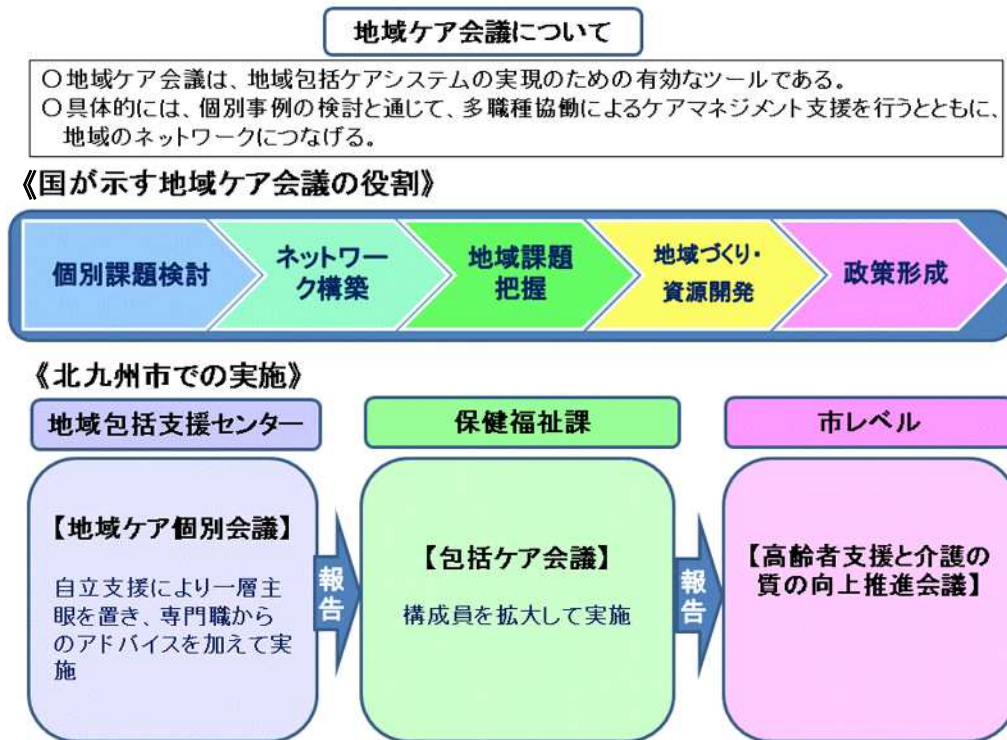 地域ケア会議について
○地域ケア会議は、地域包括ケアシステムの実現のための有効なツールである。
○具体的には、個別事例の検討と通じて、多職種協働によるケアマネジメント支援を行うとともに、
地域のネットワークにつなげる。
《国が示す地域ケア会議の役割》
個別課題検討
ネットワー
ク構築
地域課題
把握
地域づくり・
資源開発
政策形成
《北九州市での実施》
地域包括支援センター
保健福祉課
市レベル
【地域ケア個別会議】
自立支援により一層主
眼を置き、専門職から
のアドバイスを加えて実
施
報告
【包括ケア会議】
構成員を拡大して実施
報告
【高齢者支援と介護の
質の向上推進会議】